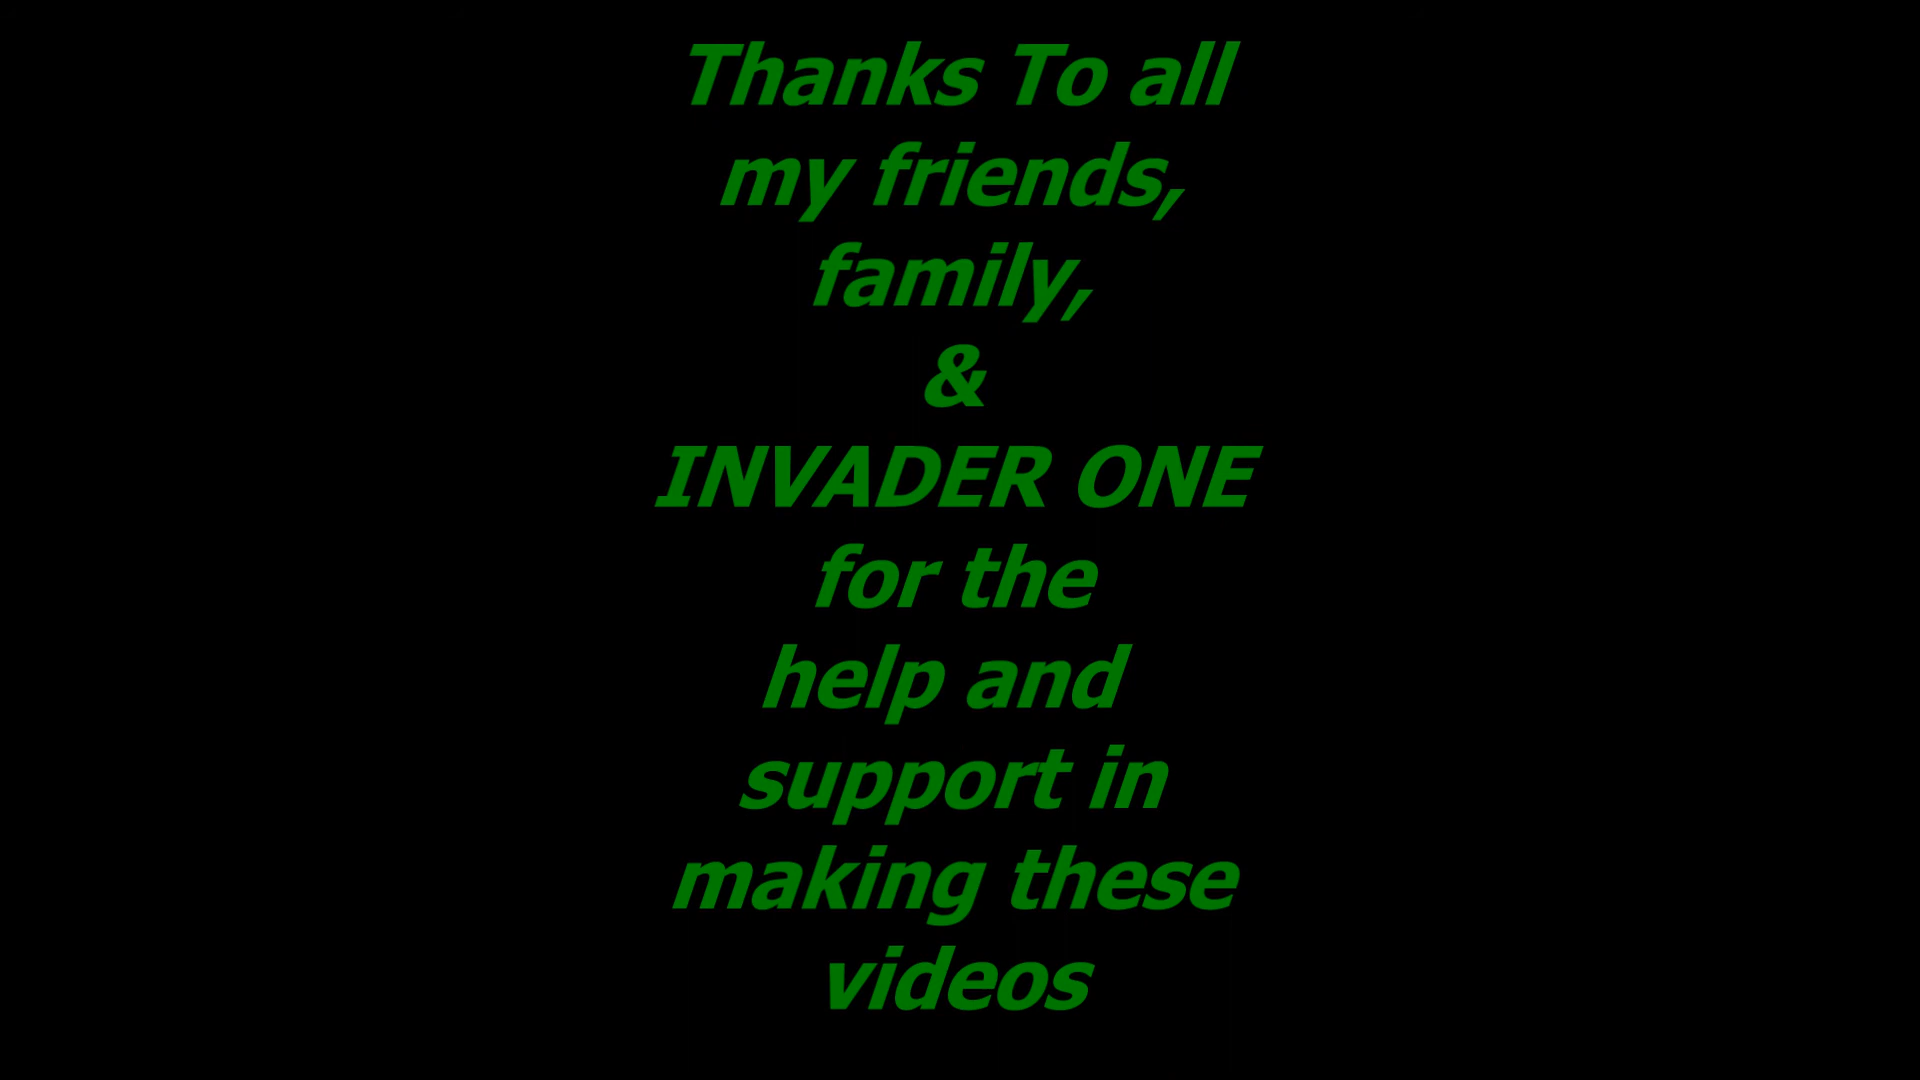 Thanks To all
my friends,
family,
&
INVADER ONE
for the
help and
support in
making these
videos